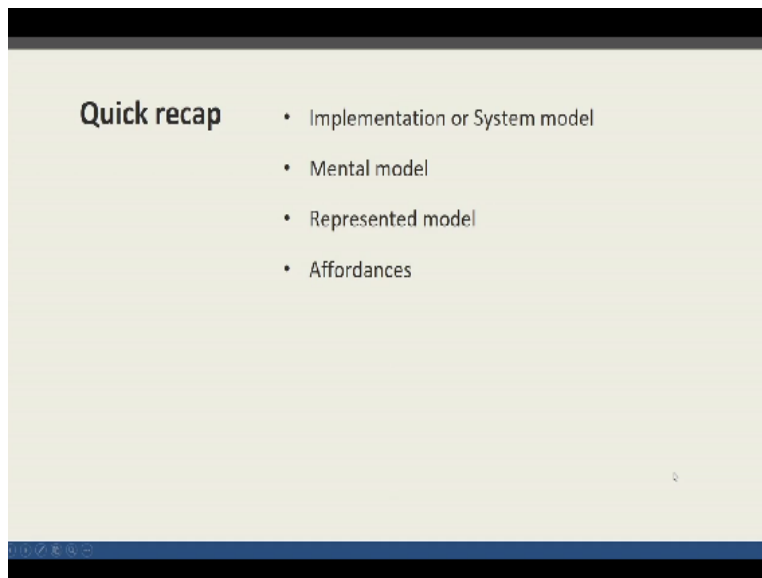 Quick recap
• Implementation or System model
• Mental model
• Represented model
• Affordances